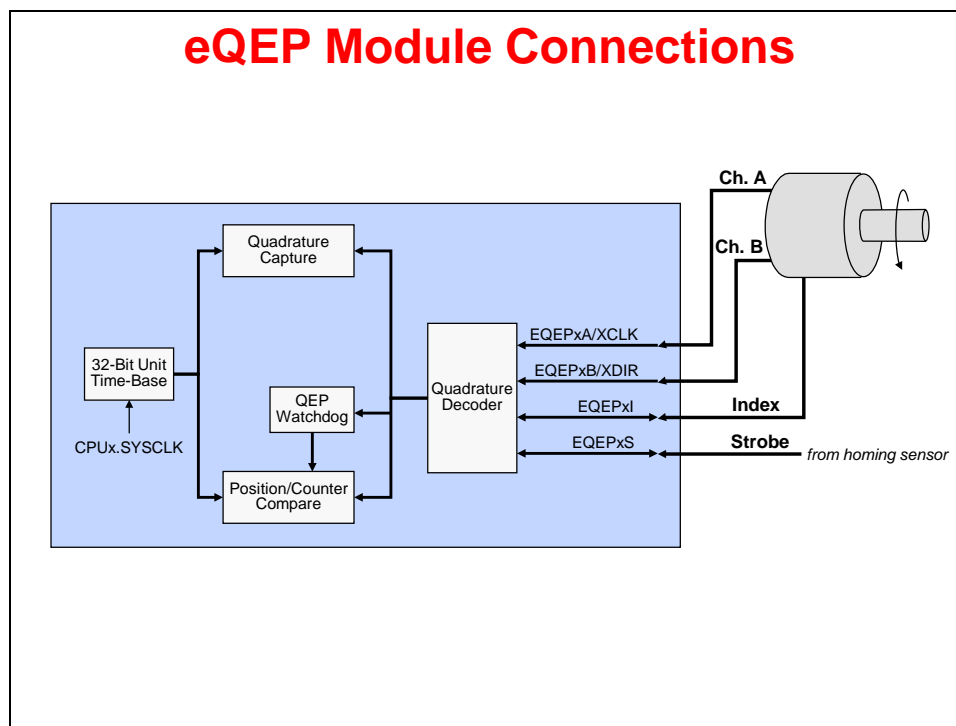 eQEP Module Connections
Ch. A
Quadrature
Capture
Ch. B
EQEPxA/XCLK
32-Bit Unit
Time-Base
Quadrature
Decoder
EQEPxB/XDIR
QEP
Watchdog
EQEPxI
Index
CPUx.SYSCLK
EQEPxS
Strobe
from homing sensor
Position/Counter
Compare